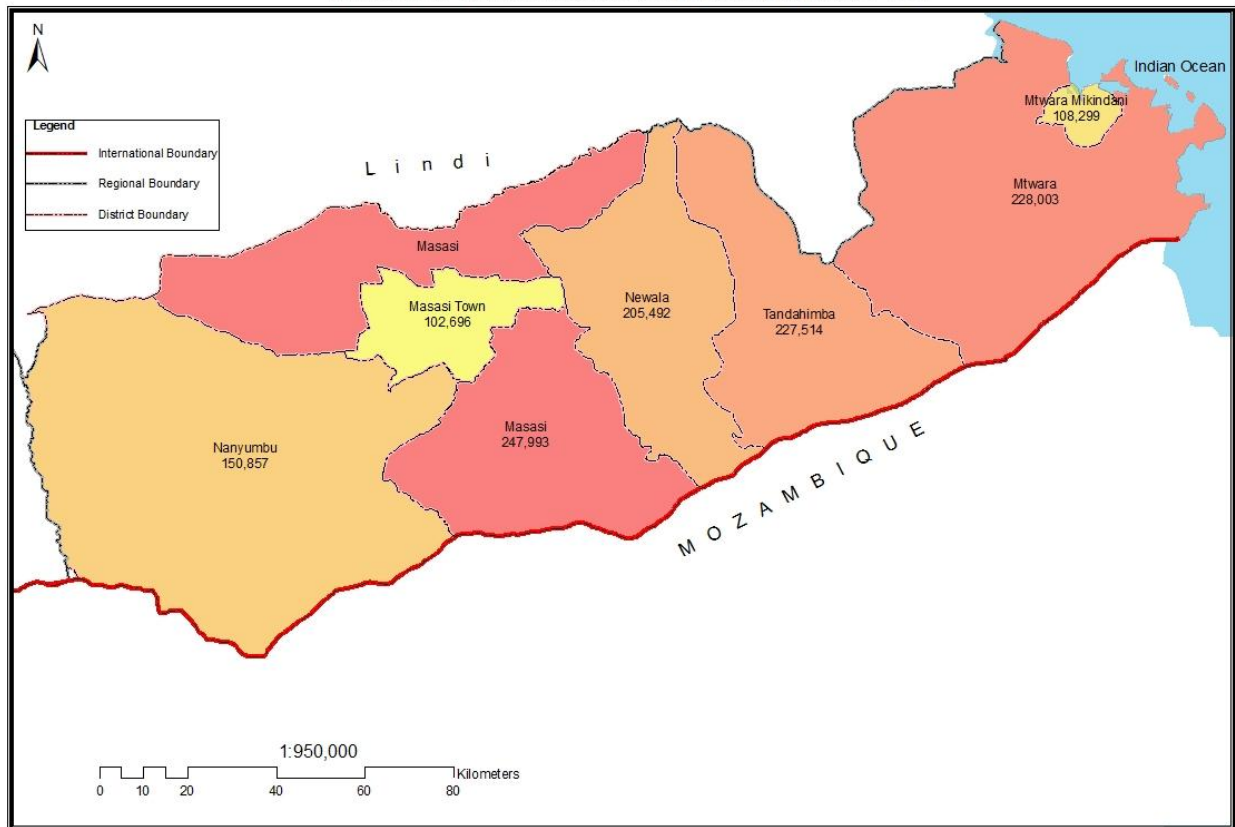 N
Indian Ocean
Mtwara Mikindani
108,299
Legend
International Boundary
Regional Boundary
District Boundary
Lindi
Mtwara
228,003
Masasi
Masasi Town
102,696
Newala
205,492
Tandahimba
227,514
Masasi
247,993
Nanyumbu
150,857
MOZAMBIQUE
1:950,000
Kilometers
0 10 20 40 60 80